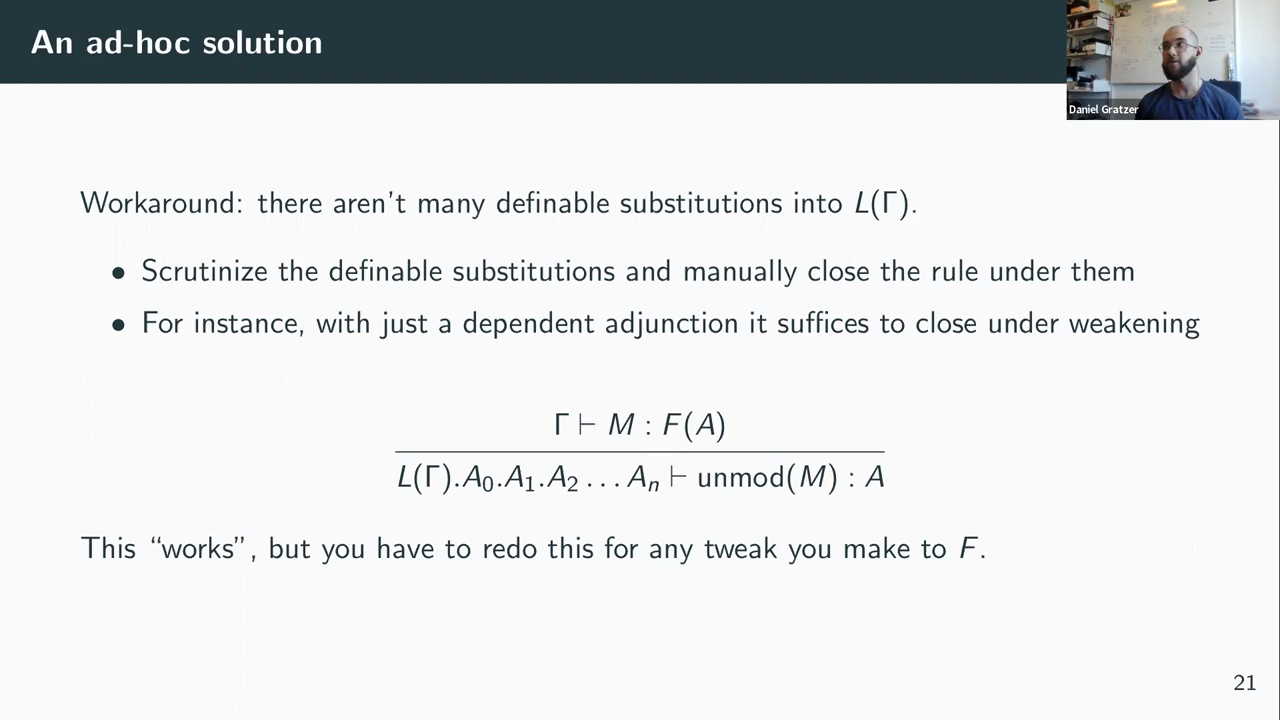 An ad-hoc solution
Daniel Gratzer
Workaround: there aren't many definable substitutions into L(Γ).
• Scrutinize the definable substitutions and manually close the rule under them
• For instance, with just a dependent adjunction it suffices to close under weakening
Γ ⊢ M : F(A)
L(Γ).A₀.A₁.A₂ . . . Aₙ ⊢ unmod(M) : A
This “works”, but you have to redo this for any tweak you make to F.
21